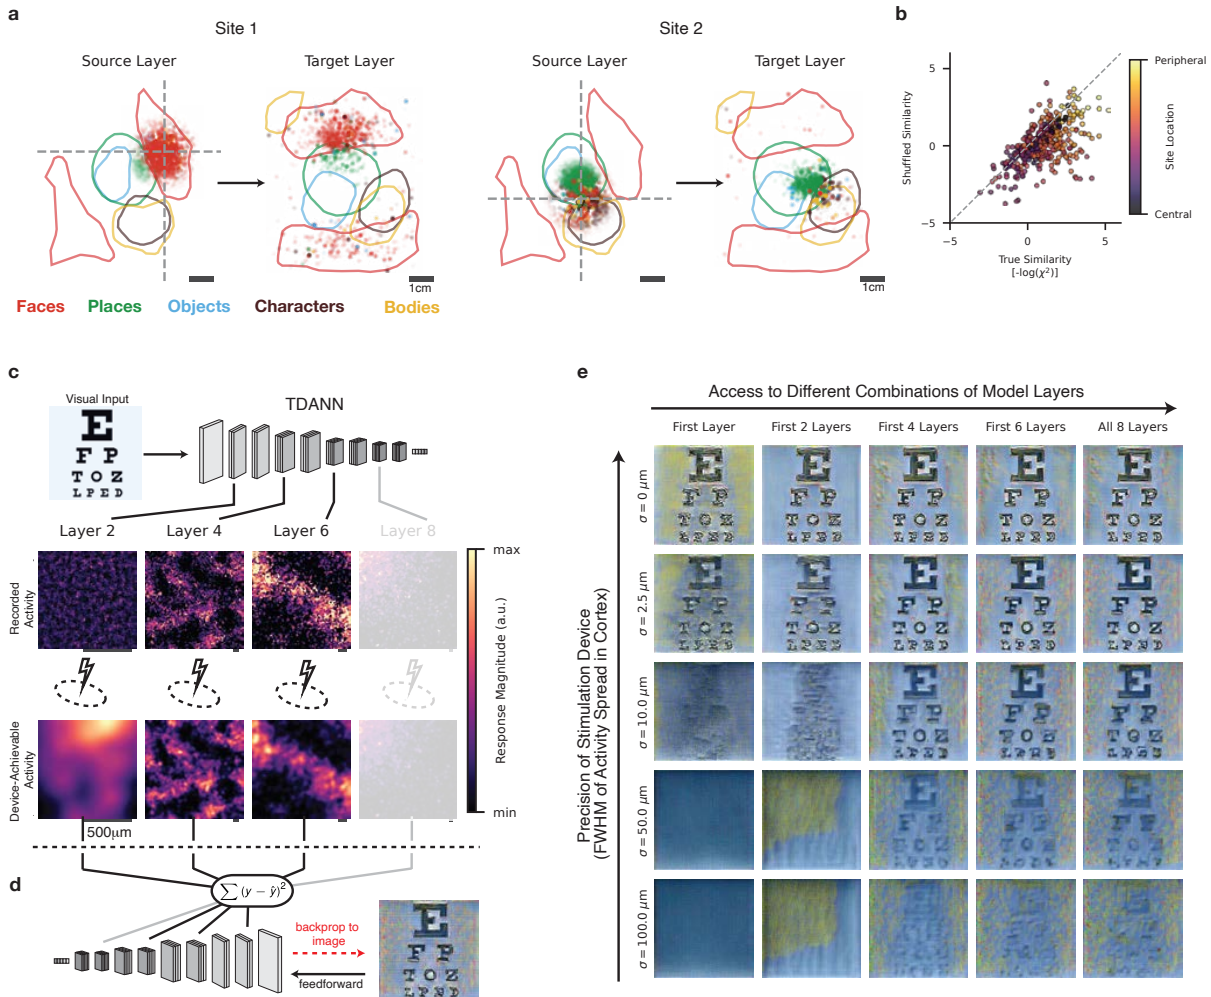 a
Site 1
Site 2
Source Layer
Target Layer
Source Layer
Target Layer
1cm
1cm
Faces Places Objects Characters Bodies
b
5
0
−5
−5 0 5
Shuffled Similarity
True Similarity
[-log(χ²)]
Peripheral
Central
Site Location
c
Visual Input
E
F P
T O Z
L P E D
TDANN
Layer 2
Layer 4
Layer 6
Layer 8
Recorded
Activity
Device-Achievable
Activity
max
min
Response Magnitude (a.u.)
500μm
d
∑ (y − ŷ)²
backprop to
image
feedforward
E
F P
T O Z
L P E D
e
Access to Different Combinations of Model Layers
First Layer
First 2 Layers
First 4 Layers
First 6 Layers
All 8 Layers
Precision of Stimulation Device
(FWHM of Activity Spread in Cortex)
σ = 0 μm
σ = 2.5 μm
σ = 10.0 μm
σ = 50.0 μm
σ = 100.0 μm